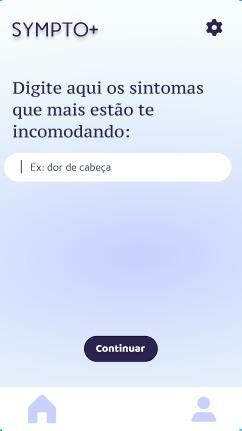 SYMPTO+
Digite aqui os sintomas
que mais estão te
incomodando:
Ex: dor de cabeça
Continuar